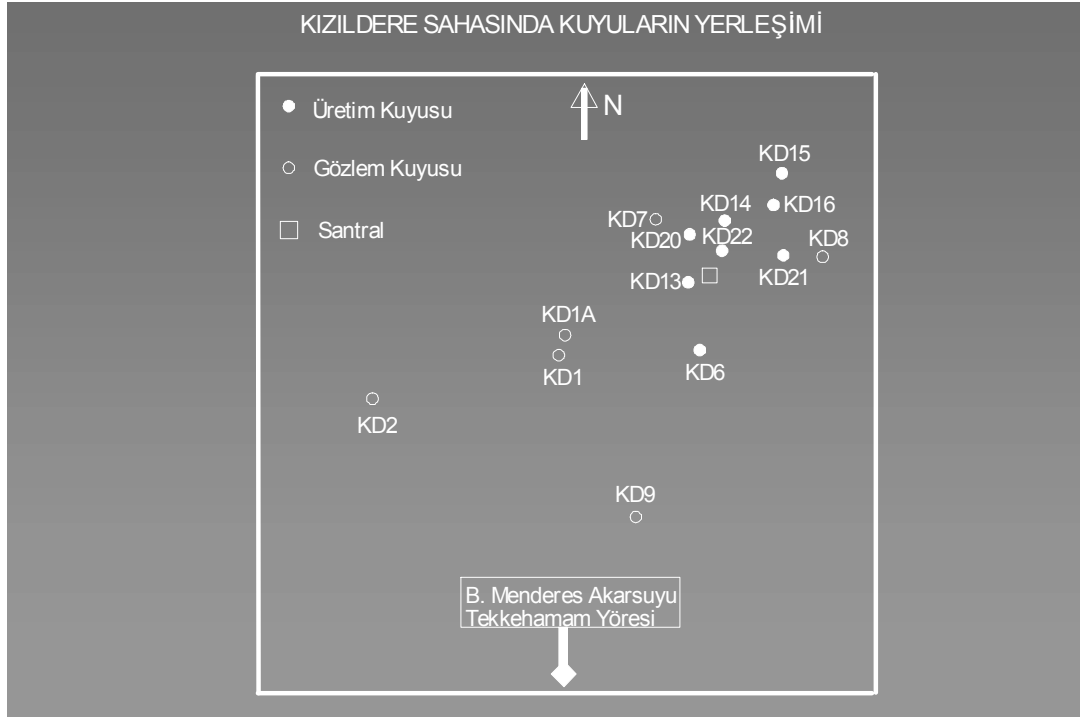 KIZILDERE SAHASINDA KUYULARIN YERLEŞİMİ
N
Üretim Kuyusu
Gözlem Kuyusu
Santral
KD15
KD16
KD14
KD7
KD20
KD22
KD8
KD21
KD13
KD1A
KD1
KD6
KD2
KD9
B. Menderes Akarsuyu
Tekkehamam Yöresi